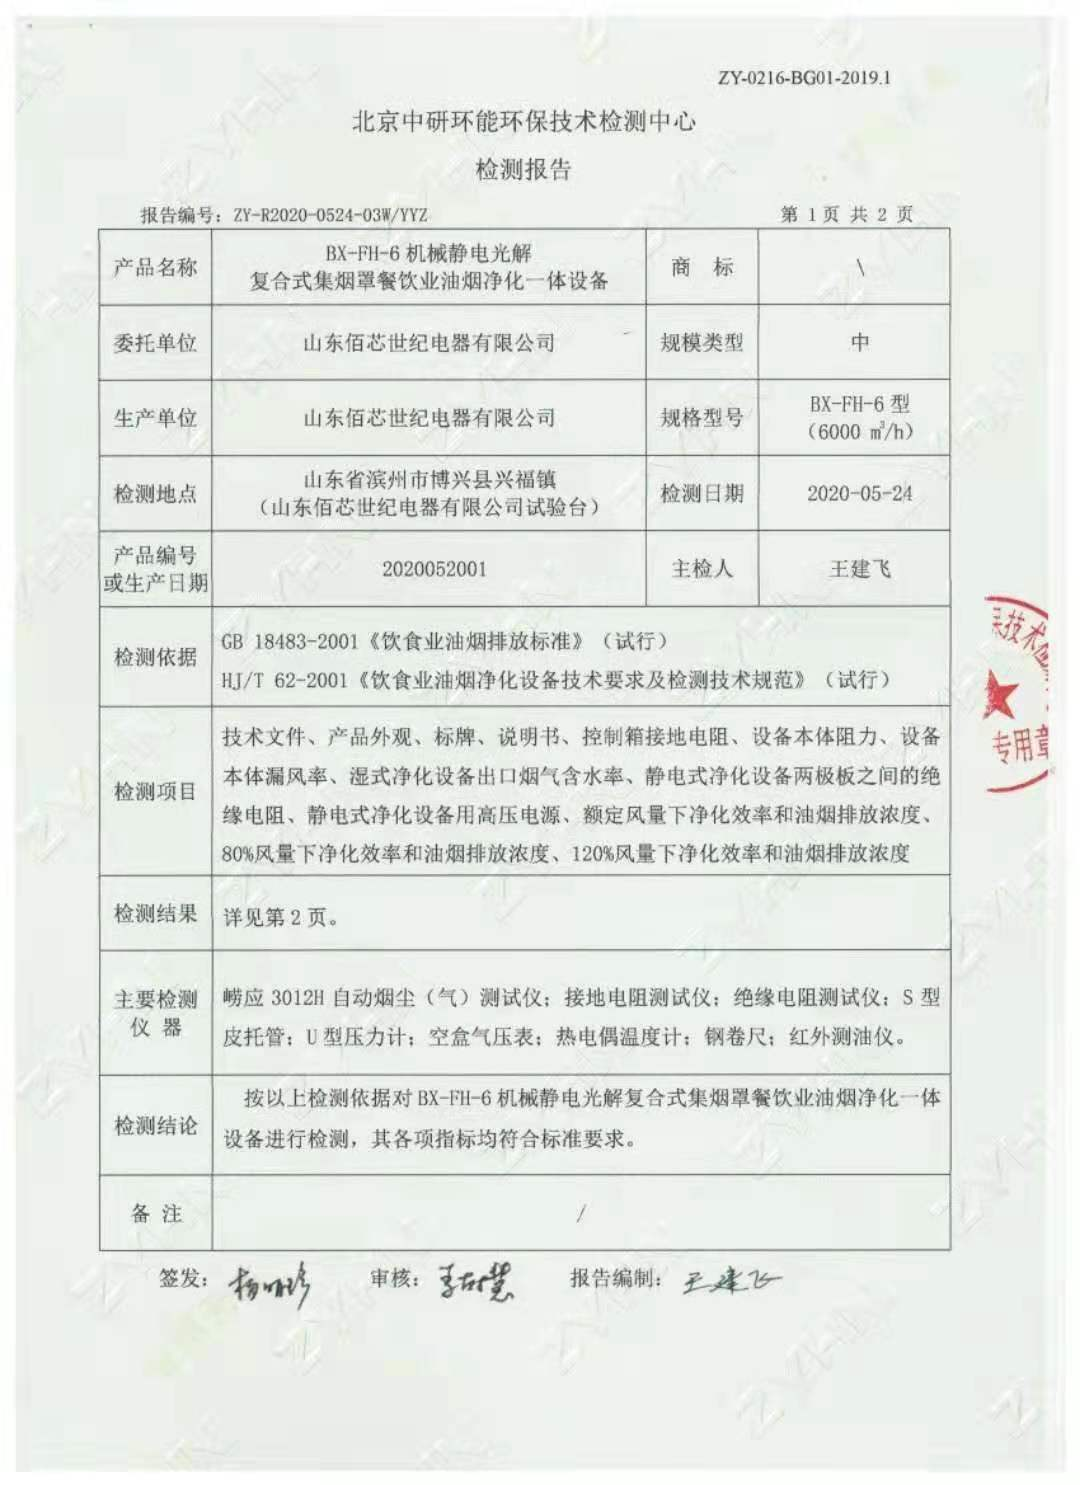 ZY-0216-BG01-2019.1
北京中研环能环保技术检测中心
检测报告
报告编号：ZY-R2020-0524-03W/YYZ 第 1页 共 2 页
产品名称
BX-FH-6 机械静电光解
复合式集烟罩餐饮业油烟净化一体设备
商 标
\
委托单位
山东佰芯世纪电器有限公司
规模类型
中
生产单位
山东佰芯世纪电器有限公司
规格型号
BX-FH-6 型
（6000 m³/h）
检测地点
山东省滨州市博兴县兴福镇
（山东佰芯世纪电器有限公司试验台）
检测日期
2020-05-24
产品编号
或生产日期
2020052001
主检人
王建飞
检测依据
GB 18483-2001《饮食业油烟排放标准》（试行）
HJ/T 62-2001《饮食业油烟净化设备技术要求及检测技术规范》（试行）
检测项目
技术文件、产品外观、标牌、说明书、控制箱接地电阻、设备本体阻力、设备
本体漏风率、湿式净化设备出口烟气含水率、静电式净化设备两极板之间的绝
缘电阻、静电式净化设备用高压电源、额定风量下净化效率和油烟排放浓度、
80%风量下净化效率和油烟排放浓度、120%风量下净化效率和油烟排放浓度
检测结果
详见第 2 页。
主要检测
仪 器
崂应 3012H 自动烟尘（气）测试仪；接地电阻测试仪；绝缘电阻测试仪；S 型
皮托管；U 型压力计；空盒气压表；热电偶温度计；钢卷尺；红外测油仪。
检测结论
按以上检测依据对 BX-FH-6 机械静电光解复合式集烟罩餐饮业油烟净化一体
设备进行检测，其各项指标均符合标准要求。
备 注
/
签发： 审核： 报告编制：王建飞
技术
专用章